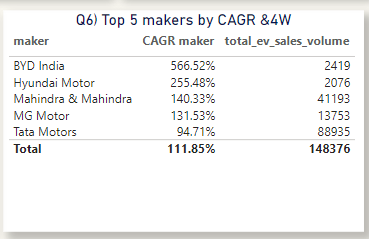 Q6) Top 5 makers by CAGR &4W
maker CAGR maker total_ev_sales_volume
BYD India 566.52% 2419
Hyundai Motor 255.48% 2076
Mahindra & Mahindra 140.33% 41193
MG Motor 131.53% 13753
Tata Motors 94.71% 88935
Total 111.85% 148376